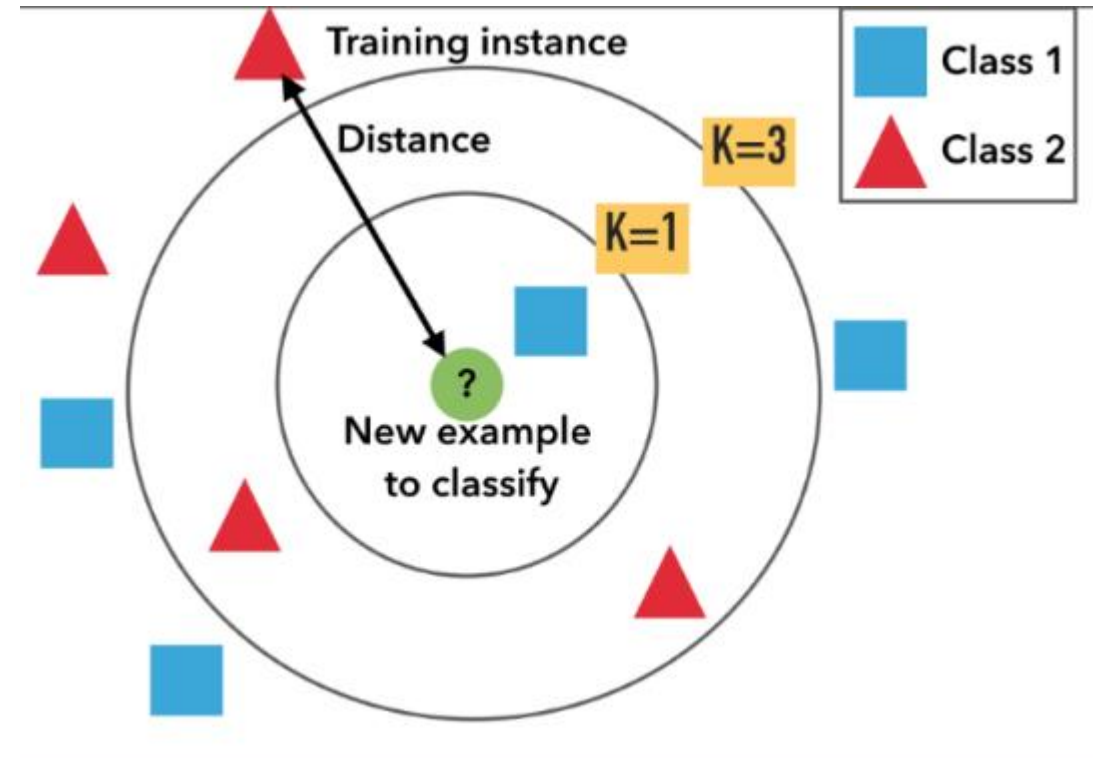 Training instance
Class 1
Distance
K=3
Class 2
K=1
?
New example
to classify